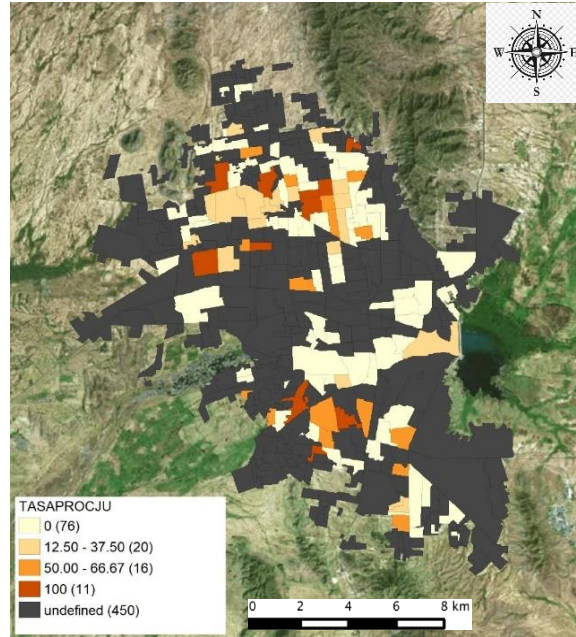 N
W E
S
TASAPROCJU
0 (76)
12.50 - 37.50 (20)
50.00 - 66.67 (16)
100 (11)
undefined (450)
0 2 4 6 8 km